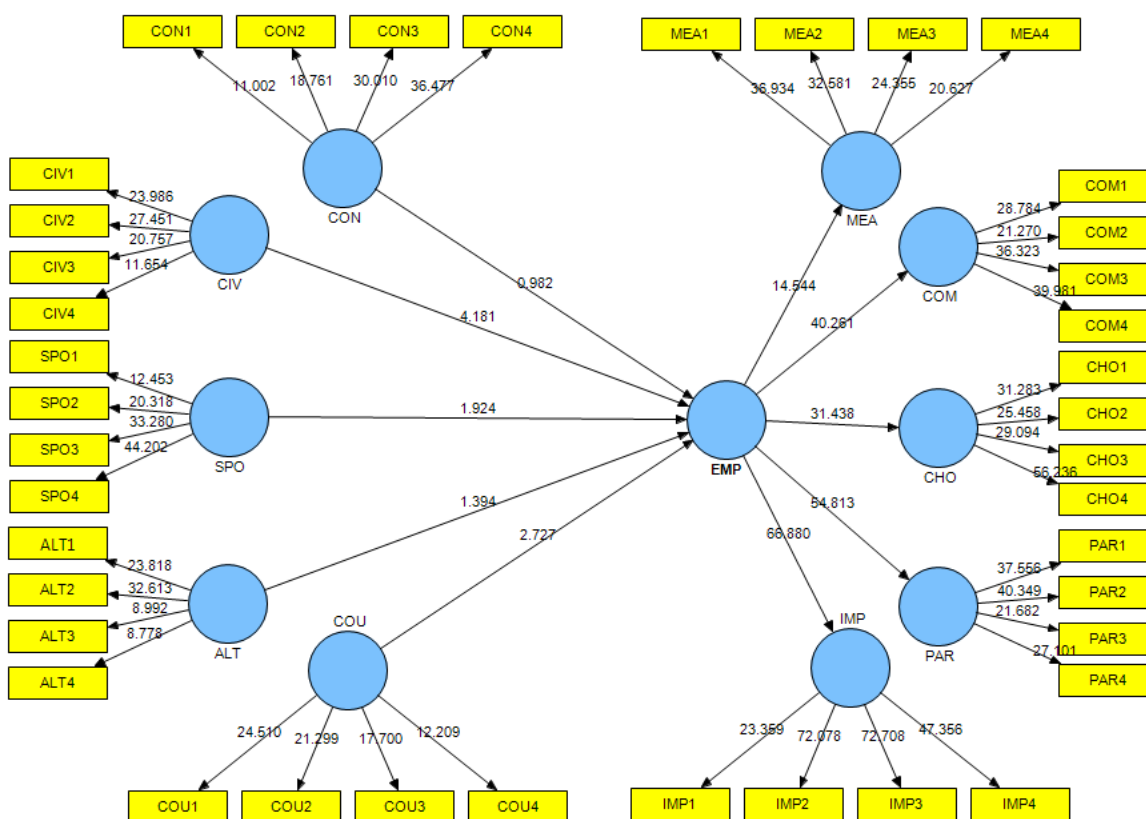 CON1 CON2 CON3 CON4
11.002 18.761 30.010 36.477
CON
MEA1 MEA2 MEA3 MEA4
36.934 32.581 24.355 20.627
MEA
CIV1
CIV2
CIV3
CIV4
23.986
27.451
20.757
11.654
CIV
COM1
COM2
COM3
COM4
28.784
21.270
36.323
39.981
COM
0.982
4.181
14.544
40.261
SPO1
SPO2
SPO3
SPO4
12.453
20.318
33.280
44.202
SPO
1.924
EMP
31.438
CHO1
CHO2
CHO3
CHO4
31.283
25.458
29.094
56.236
CHO
1.394
2.727
66.880
54.813
ALT1
ALT2
ALT3
ALT4
23.818
32.613
8.992
8.778
ALT
PAR1
PAR2
PAR3
PAR4
37.556
40.349
21.682
27.101
PAR
COU
24.510 21.299 17.700 12.209
COU1 COU2 COU3 COU4
IMP
23.359 72.078 72.708 47.356
IMP1 IMP2 IMP3 IMP4